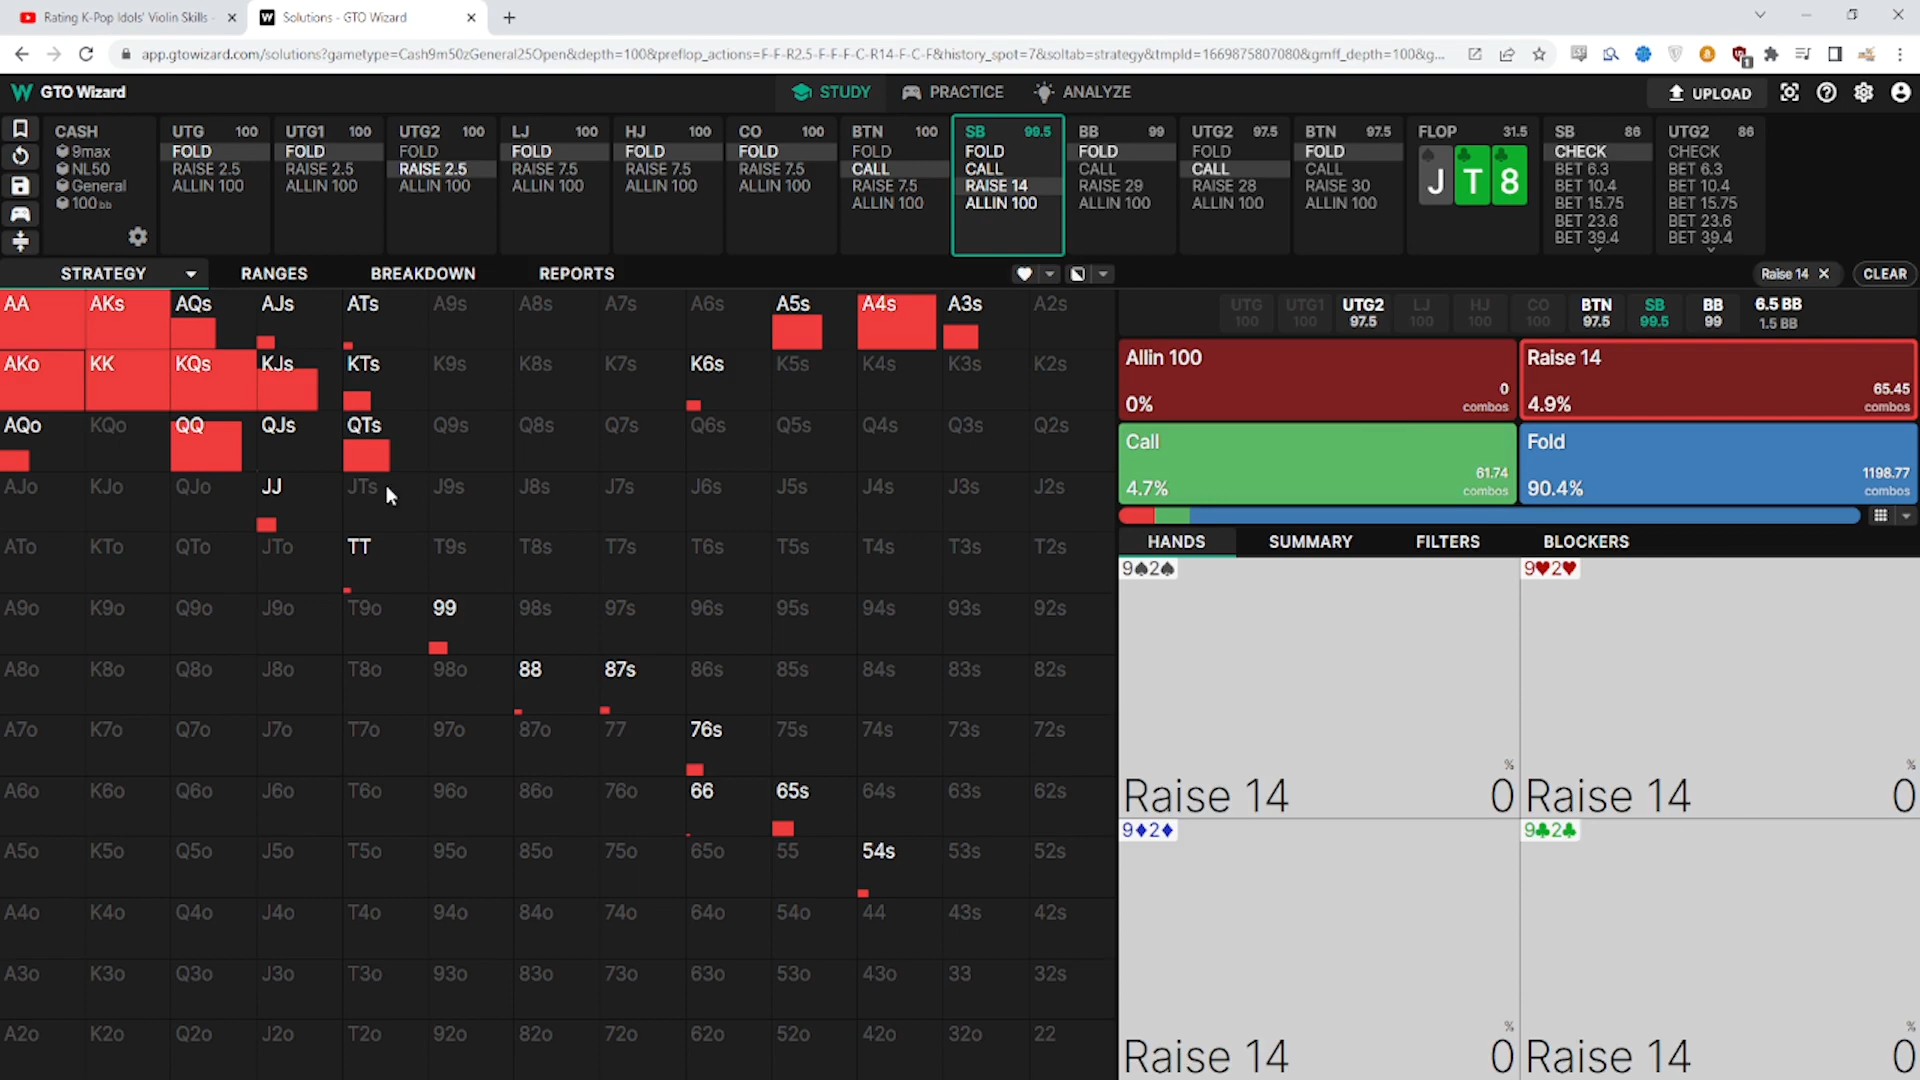 Rating K-Pop Idols' Violin Skills -
Solutions - GTO Wizard
app.gtowizard.com/solutions?gametype=Cash9m50zGeneral25Open&depth=100&preflop_actions=F-F-R2.5-F-F-F-C-R14-F-C-F&history_spot=7&soltab=strategy&tmpId=1669875807080&gmff_depth=100&g...
GTO Wizard
STUDY
PRACTICE
ANALYZE
UPLOAD
CASH
9max
NL50
General
100bb
UTG 100
FOLD
RAISE 2.5
ALLIN 100
UTG1 100
FOLD
RAISE 2.5
ALLIN 100
UTG2 100
FOLD
RAISE 2.5
ALLIN 100
LJ 100
FOLD
RAISE 7.5
ALLIN 100
HJ 100
FOLD
RAISE 7.5
ALLIN 100
CO 100
FOLD
RAISE 7.5
ALLIN 100
BTN 100
FOLD
CALL
RAISE 7.5
ALLIN 100
SB 99.5
FOLD
CALL
RAISE 14
ALLIN 100
BB 99
FOLD
CALL
RAISE 29
ALLIN 100
UTG2 97.5
FOLD
CALL
RAISE 28
ALLIN 100
BTN 97.5
FOLD
CALL
RAISE 30
ALLIN 100
FLOP 31.5
J T 8
SB 86
CHECK
BET 6.3
BET 10.4
BET 15.75
BET 23.6
BET 39.4
UTG2 86
CHECK
BET 6.3
BET 10.4
BET 15.75
BET 23.6
BET 39.4
STRATEGY
RANGES
BREAKDOWN
REPORTS
Raise 14
CLEAR
AA AKs AQs AJs ATs A9s A8s A7s A6s A5s A4s A3s A2s
AKo KK KQs KJs KTs K9s K8s K7s K6s K5s K4s K3s K2s
AQo KQo QQ QJs QTs Q9s Q8s Q7s Q6s Q5s Q4s Q3s Q2s
AJo KJo QJo JJ JTs J9s J8s J7s J6s J5s J4s J3s J2s
ATo KTo QTo JTo TT T9s T8s T7s T6s T5s T4s T3s T2s
A9o K9o Q9o J9o T9o 99 98s 97s 96s 95s 94s 93s 92s
A8o K8o Q8o J8o T8o 98o 88 87s 86s 85s 84s 83s 82s
A7o K7o Q7o J7o T7o 97o 87o 77 76s 75s 74s 73s 72s
A6o K6o Q6o J6o T6o 96o 86o 76o 66 65s 64s 63s 62s
A5o K5o Q5o J5o T5o 95o 85o 75o 65o 55 54s 53s 52s
A4o K4o Q4o J4o T4o 94o 84o 74o 64o 54o 44 43s 42s
A3o K3o Q3o J3o T3o 93o 83o 73o 63o 53o 43o 33 32s
A2o K2o Q2o J2o T2o 92o 82o 72o 62o 52o 42o 32o 22
UTG UTG1 UTG2 LJ HJ CO BTN SB BB 6.5 BB
100 100 97.5 100 100 100 97.5 99.5 99 1.5 BB
Allin 100
0
0% combos
Raise 14
65.45
4.9% combos
Call
61.74
4.7% combos
Fold
1198.77
90.4% combos
HANDS
SUMMARY
FILTERS
BLOCKERS
9♠2♠
%
Raise 14 0
9♥2♥
%
Raise 14 0
9♦2♦
%
Raise 14 0
9♣2♣
%
Raise 14 0